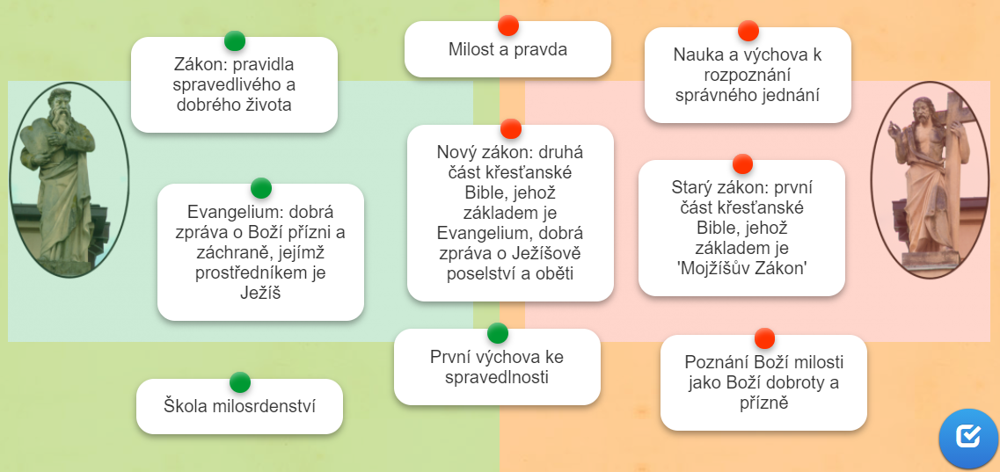 Zákon: pravidla
spravedlivého a
dobrého života
Milost a pravda
Nauka a výchova k
rozpoznání
správného jednání
Evangelium: dobrá
zpráva o Boží přízni a
záchraně, jejímž
prostředníkem je
Ježíš
Nový zákon: druhá
část křesťanské
Bible, jehož
základem je
Evangelium, dobrá
zpráva o Ježíšově
poselství a oběti
Starý zákon: první
část křesťanské
Bible, jehož
základem je
'Mojžíšův Zákon'
Škola milosrdenství
První výchova ke
spravedlnosti
Poznání Boží milosti
jako Boží dobroty a
přízně